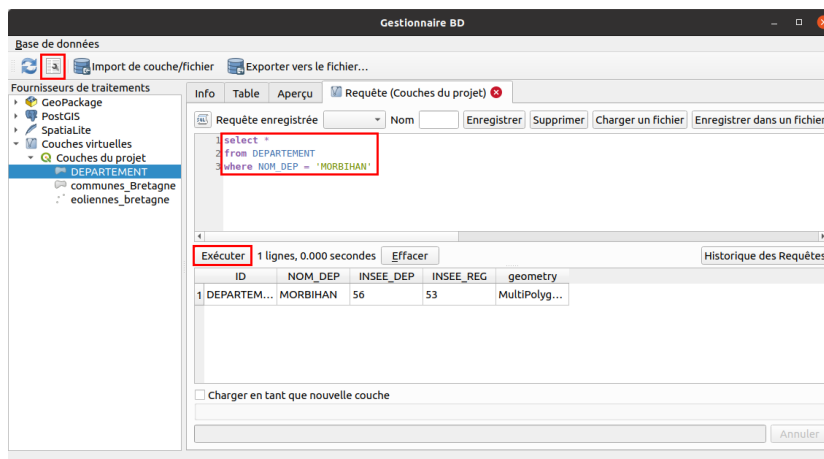 Gestionnaire BD
Base de données
Import de couche/fichier
Exporter vers le fichier...
Fournisseurs de traitements
GeoPackage
PostGIS
SpatiaLite
Couches virtuelles
Couches du projet
DEPARTEMENT
communes_Bretagne
eoliennes_bretagne
Info Table Aperçu Requête (Couches du projet)
SQL Requête enregistrée Nom Enregistrer Supprimer Charger un fichier Enregistrer dans un fichier
1 select *
2 from DEPARTEMENT
3 where NOM_DEP = 'MORBIHAN'
Exécuter 1 lignes, 0.000 secondes Effacer Historique des Requêtes
ID NOM_DEP INSEE_DEP INSEE_REG geometry
1 DEPARTEM... MORBIHAN 56 53 MultiPolyg...
Charger en tant que nouvelle couche
Annuler